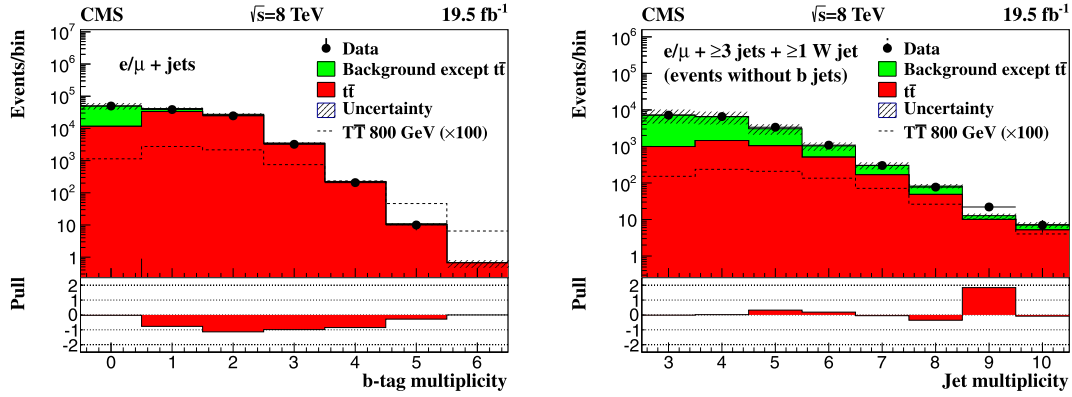 CMS √s=8 TeV 19.5 fb⁻¹
Events/bin
10⁷
10⁶
10⁵
10⁴
10³
10²
10
1
e/μ + jets
Data
Background except tt̅
tt̅
Uncertainty
TT̅ 800 GeV (×100)
Pull
2
1
0
-1
-2
0 1 2 3 4 5 6
b-tag multiplicity
CMS √s=8 TeV 19.5 fb⁻¹
Events/bin
10⁶
10⁵
10⁴
10³
10²
10
1
e/μ + ≥3 jets + ≥1 W jet
(events without b jets)
Data
Background except tt̅
tt̅
Uncertainty
TT̅ 800 GeV (×100)
Pull
2
1
0
-1
-2
3 4 5 6 7 8 9 10
Jet multiplicity